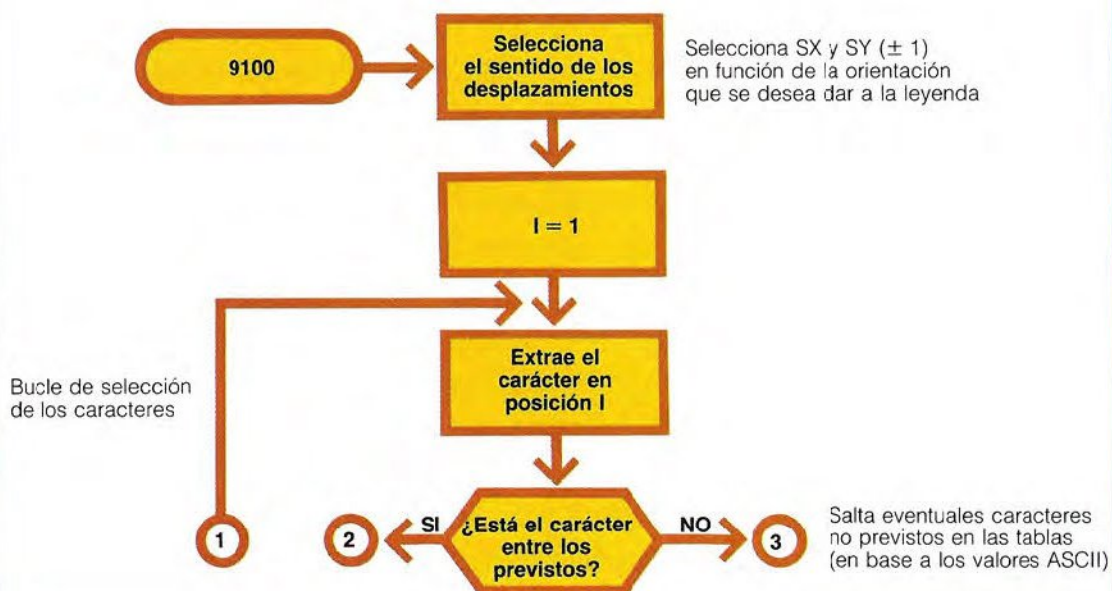 9100
Selecciona
el sentido de los
desplazamientos
Selecciona SX y SY (± 1)
en función de la orientación
que se desea dar a la leyenda
I = 1
Extrae el
carácter en
posición I
Bucle de selección
de los caracteres
1
2
SI
¿Está el carácter
entre los
previstos?
NO
3
Salta eventuales caracteres
no previstos en las tablas
(en base a los valores ASCII)